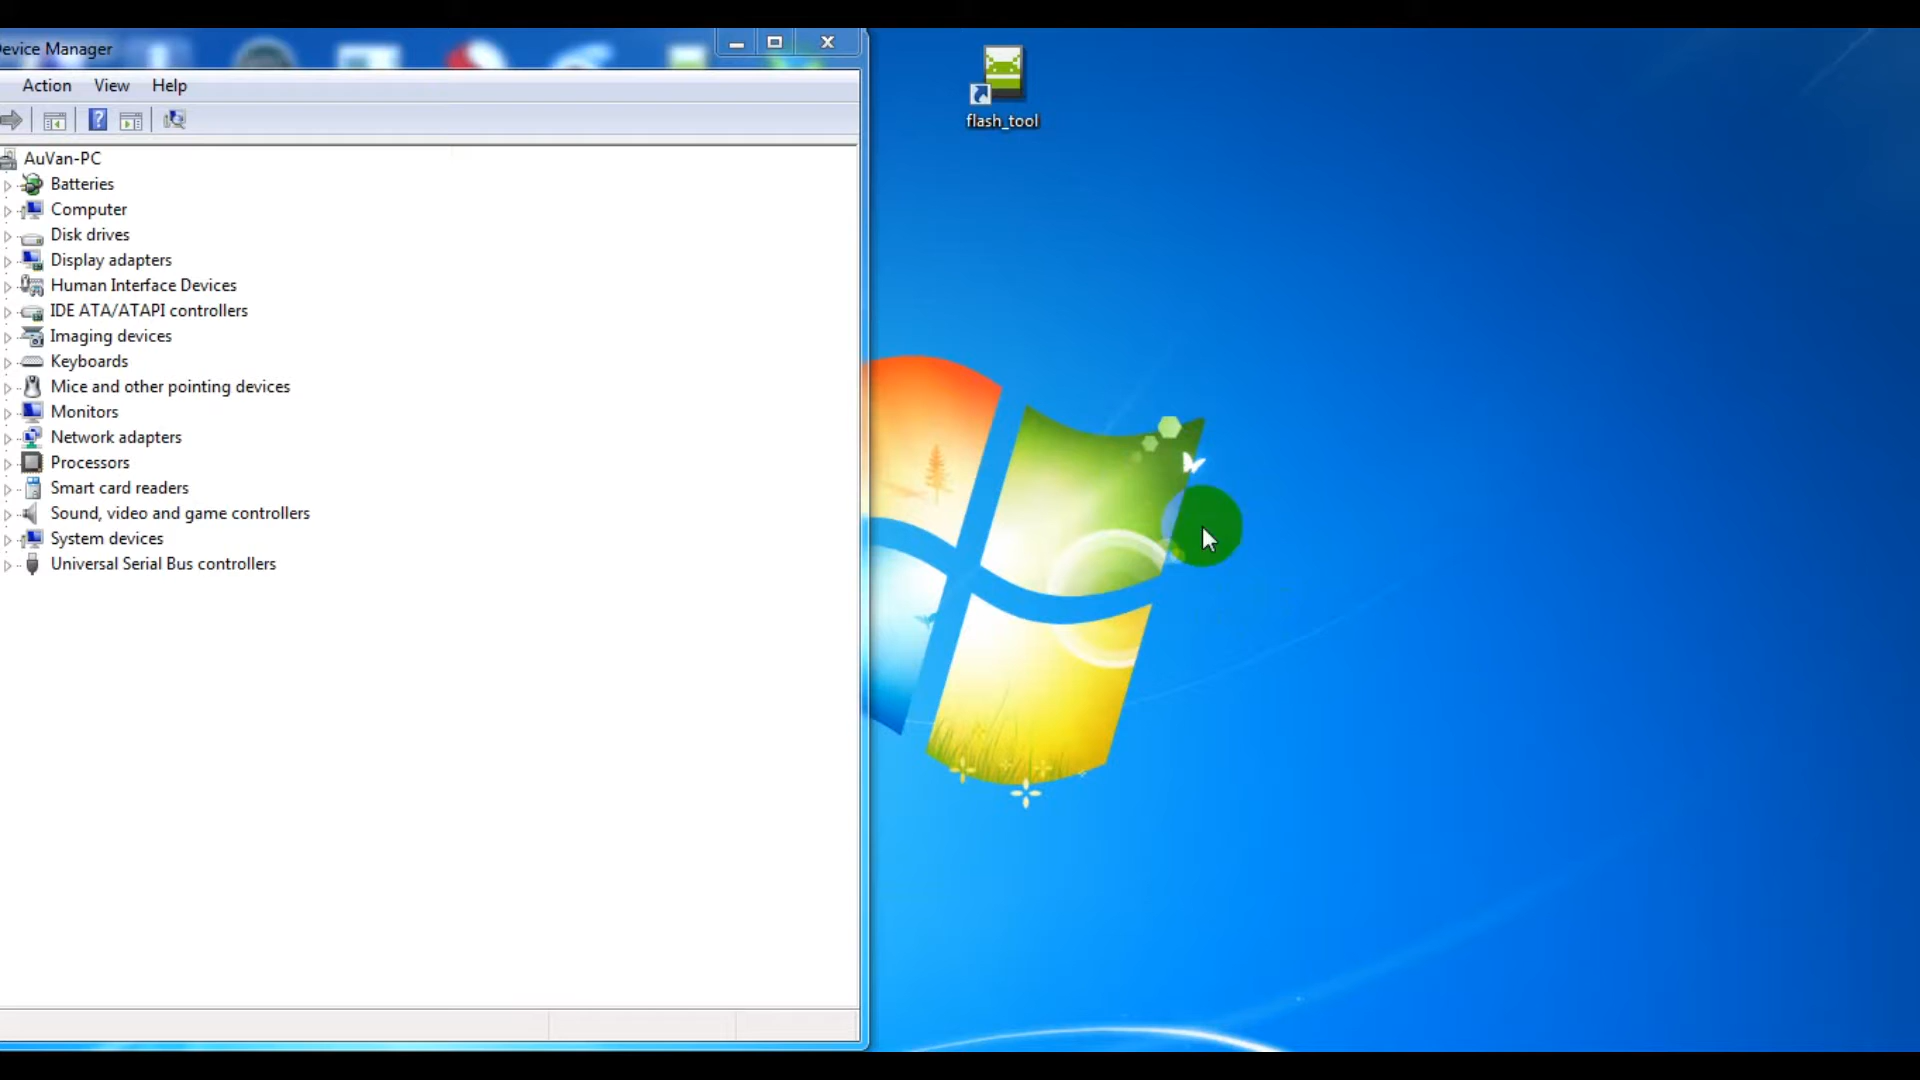 evice Manager
Action View Help
AuVan-PC
Batteries
Computer
Disk drives
Display adapters
Human Interface Devices
IDE ATA/ATAPI controllers
Imaging devices
Keyboards
Mice and other pointing devices
Monitors
Network adapters
Processors
Smart card readers
Sound, video and game controllers
System devices
Universal Serial Bus controllers
flash_tool